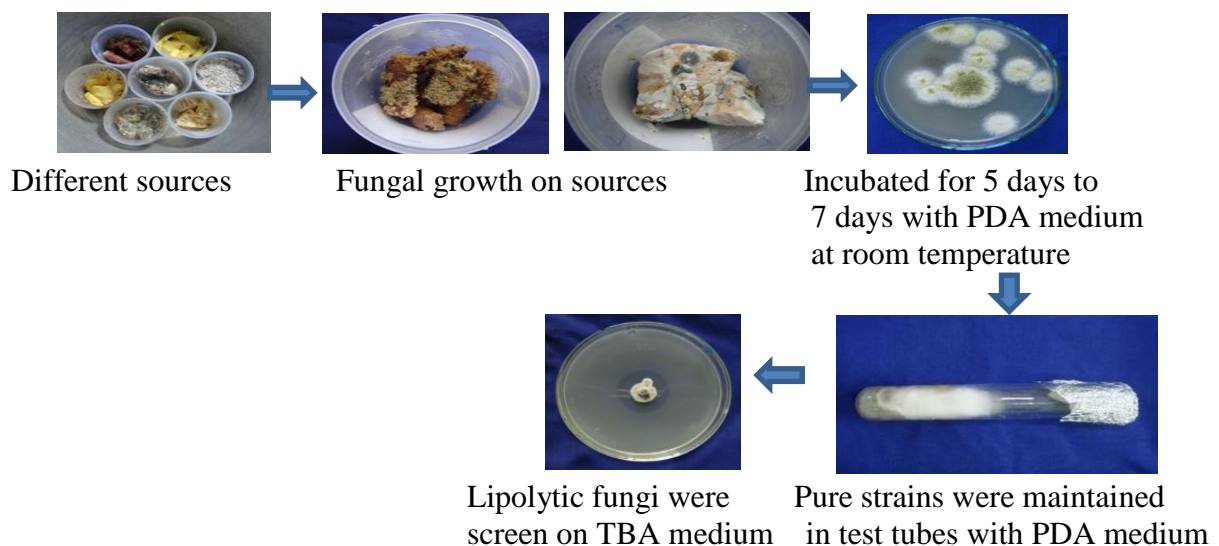 Different sources
Fungal growth on sources
Incubated for 5 days to
7 days with PDA medium
at room temperature
Pure strains were maintained
in test tubes with PDA medium
Lipolytic fungi were
screen on TBA medium